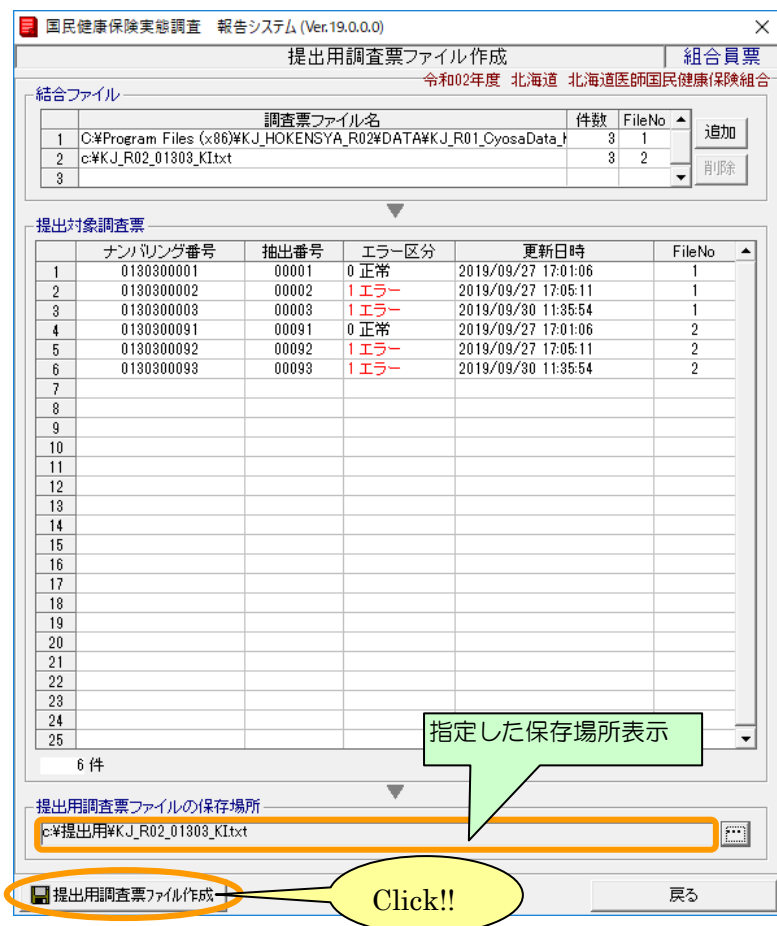 国民健康保険実態調査 報告システム (Ver.19.0.0.0)
提出用調査票ファイル作成 組合員票
令和02年度 北海道 北海道医師国民健康保険組合
結合ファイル
調査票ファイル名 件数 FileNo
1 C:¥Program Files (x86)¥KJ_HOKENSYA_R02¥DATA¥KJ_R01_CyosaData_ 3 1
2 c:¥KJ_R02_01303_KI.txt 3 2
3
追加
削除
提出対象調査票
ナンバリング番号 抽出番号 エラー区分 更新日時 FileNo
1 0130300001 00001 0 正常 2019/09/27 17:01:06 1
2 0130300002 00002 1 エラー 2019/09/27 17:05:11 1
3 0130300003 00003 1 エラー 2019/09/30 11:35:54 1
4 0130300091 00091 0 正常 2019/09/27 17:01:06 2
5 0130300092 00092 1 エラー 2019/09/27 17:05:11 2
6 0130300093 00093 1 エラー 2019/09/30 11:35:54 2
7
8
9
10
11
12
13
14
15
16
17
18
19
20
21
22
23
24
25
指定した保存場所表示
6 件
提出用調査票ファイルの保存場所
c:¥提出用¥KJ_R02_01303_KI.txt
...
提出用調査票ファイル作成
Click!!
戻る